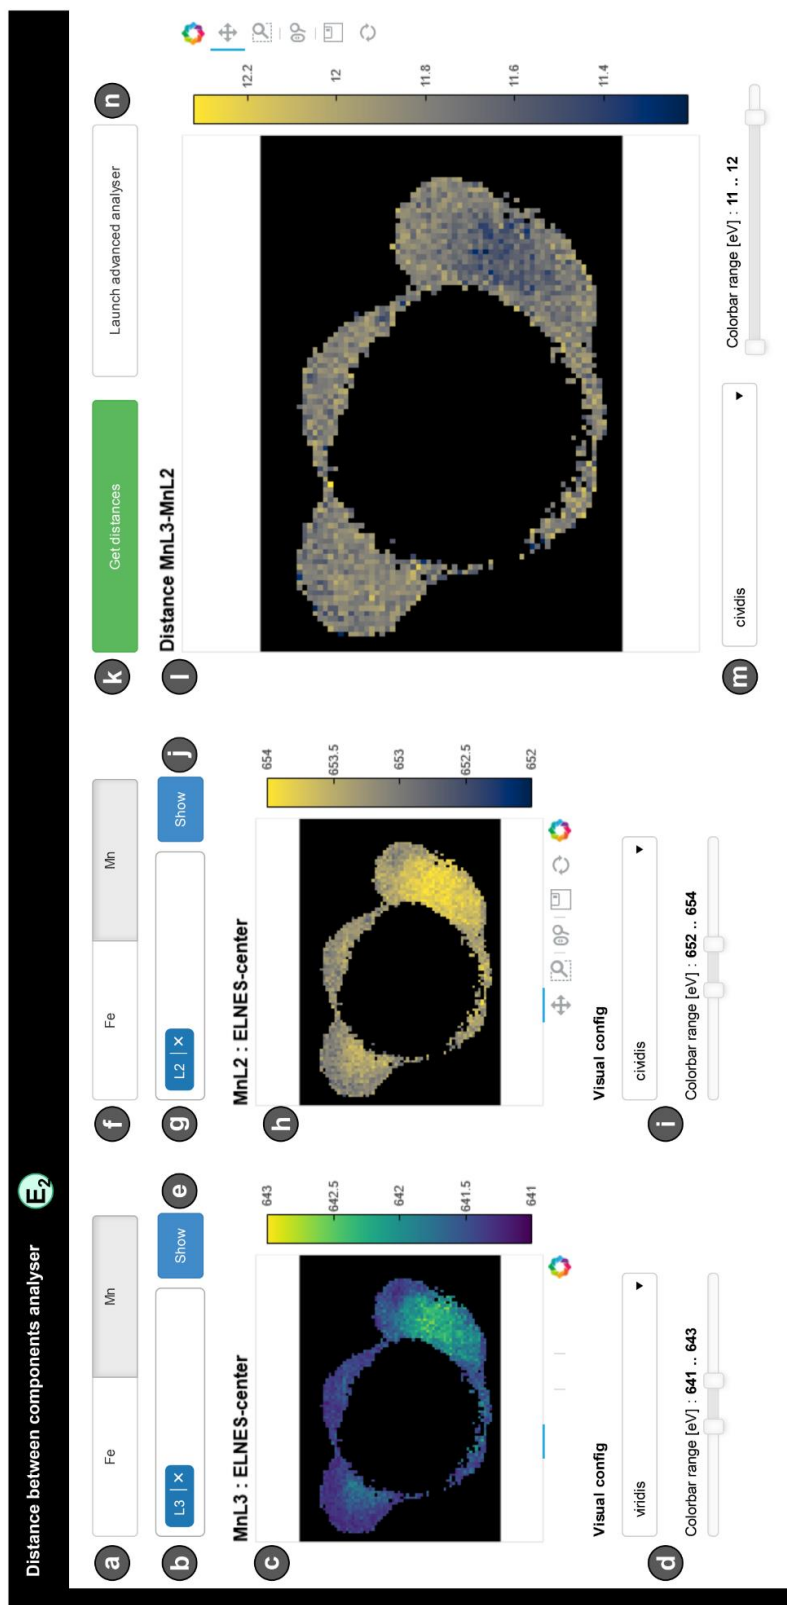 Distance between components analyser
E2
a
Fe
Mn
b
L3 | ×
Show
e
MnL3 : ELNES-center
c
643
642.5
642
641.5
641
Visual config
d
viridis
Colorbar range [eV] : 641 .. 643
f
Fe
Mn
g
L2 | ×
Show
j
MnL2 : ELNES-center
h
654
653.5
653
652.5
652
Visual config
i
cividis
Colorbar range [eV] : 652 .. 654
k
Get distances
Launch advanced analyser
n
l
Distance MnL3-MnL2
12.2
12
11.8
11.6
11.4
m
cividis
Colorbar range [eV] : 11 .. 12